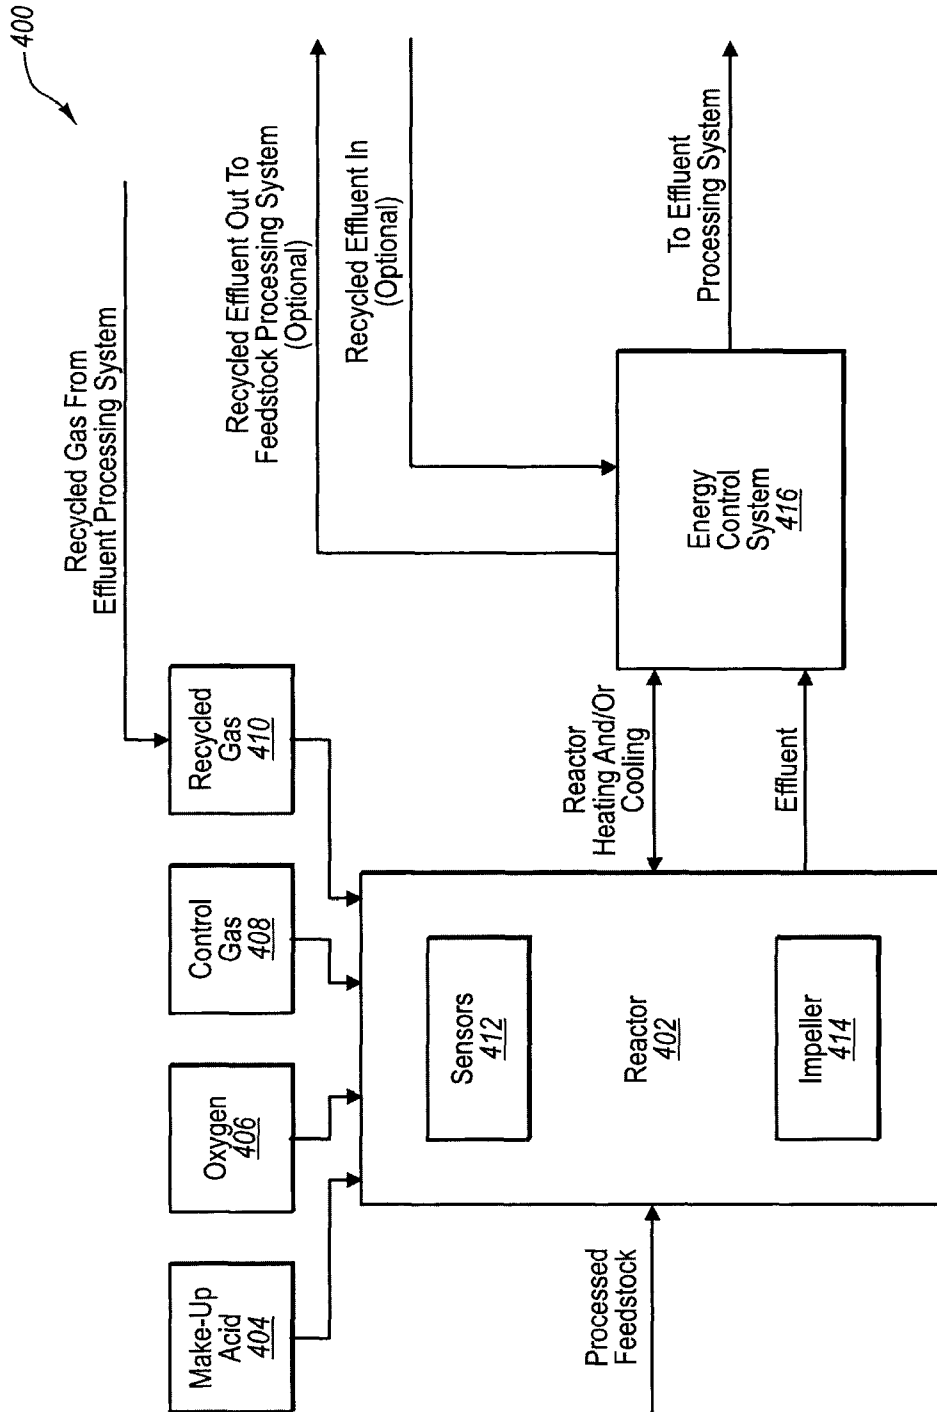 400
Recycled Gas From
Effluent Processing System
Recycled Effluent Out To
Feedstock Processing System
(Optional)
Recycled Effluent In
(Optional)
To Effluent
Processing System
Make-Up
Acid
404
Oxygen
406
Control
Gas
408
Recycled
Gas
410
Processed
Feedstock
Sensors
412
Reactor
402
Impeller
414
Reactor
Heating And/Or
Cooling
Effluent
Energy
Control
System
416